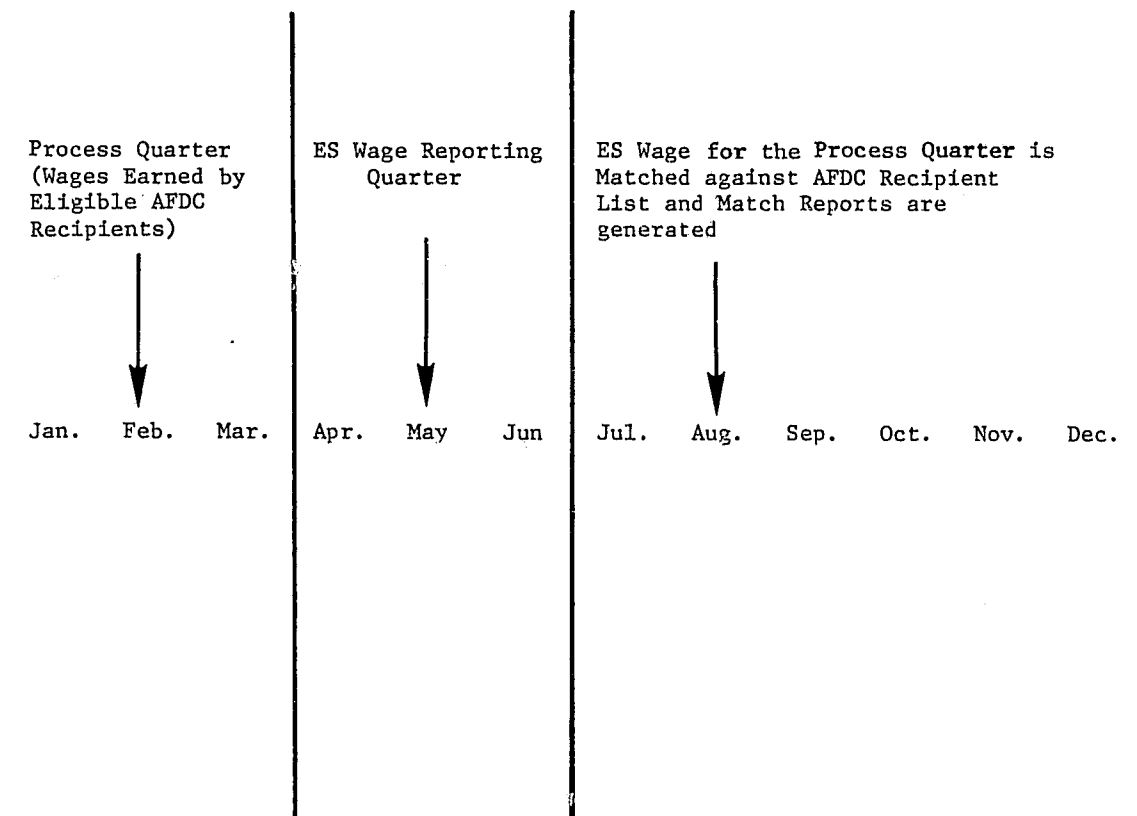 Process Quarter
(Wages Earned by
Eligible AFDC
Recipients)
ES Wage Reporting
Quarter
ES Wage for the Process Quarter is
Matched against AFDC Recipient
List and Match Reports are
generated
Jan. Feb. Mar. Apr. May Jun Jul. Aug. Sep. Oct. Nov. Dec.